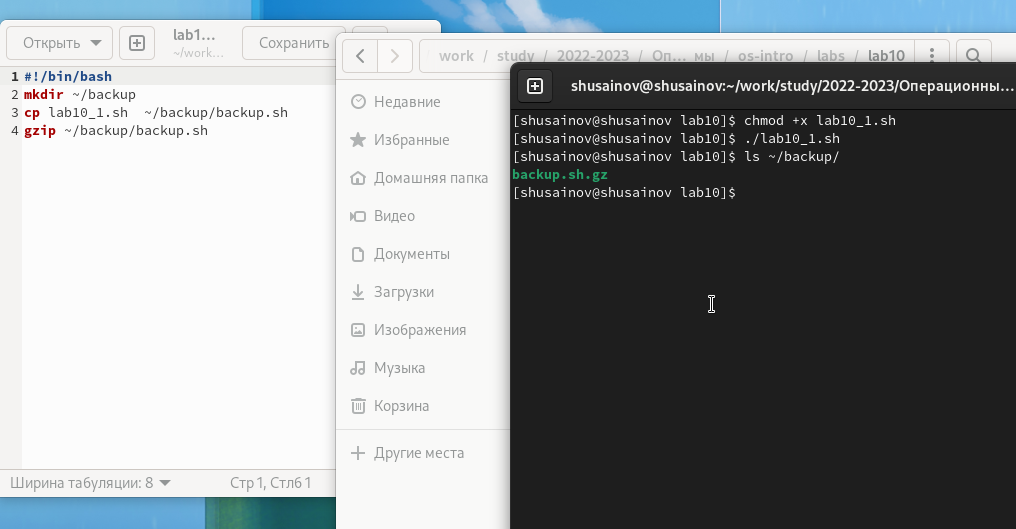 Открыть
lab1…
~/work…
Сохранить
1 #!/bin/bash
2 mkdir ~/backup
3 cp lab10_1.sh  ~/backup/backup.sh
4 gzip ~/backup/backup.sh
Ширина табуляции: 8
Стр 1, Стлб 1
work / study / 2022-2023 / Оп… мы / os-intro / labs / lab10
Недавние
Избранные
Домашняя папка
Видео
Документы
Загрузки
Изображения
Музыка
Корзина
Другие места
shusainov@shusainov:~/work/study/2022-2023/Операционны…
[shusainov@shusainov lab10]$ chmod +x lab10_1.sh
[shusainov@shusainov lab10]$ ./lab10_1.sh
[shusainov@shusainov lab10]$ ls ~/backup/
backup.sh.gz
[shusainov@shusainov lab10]$